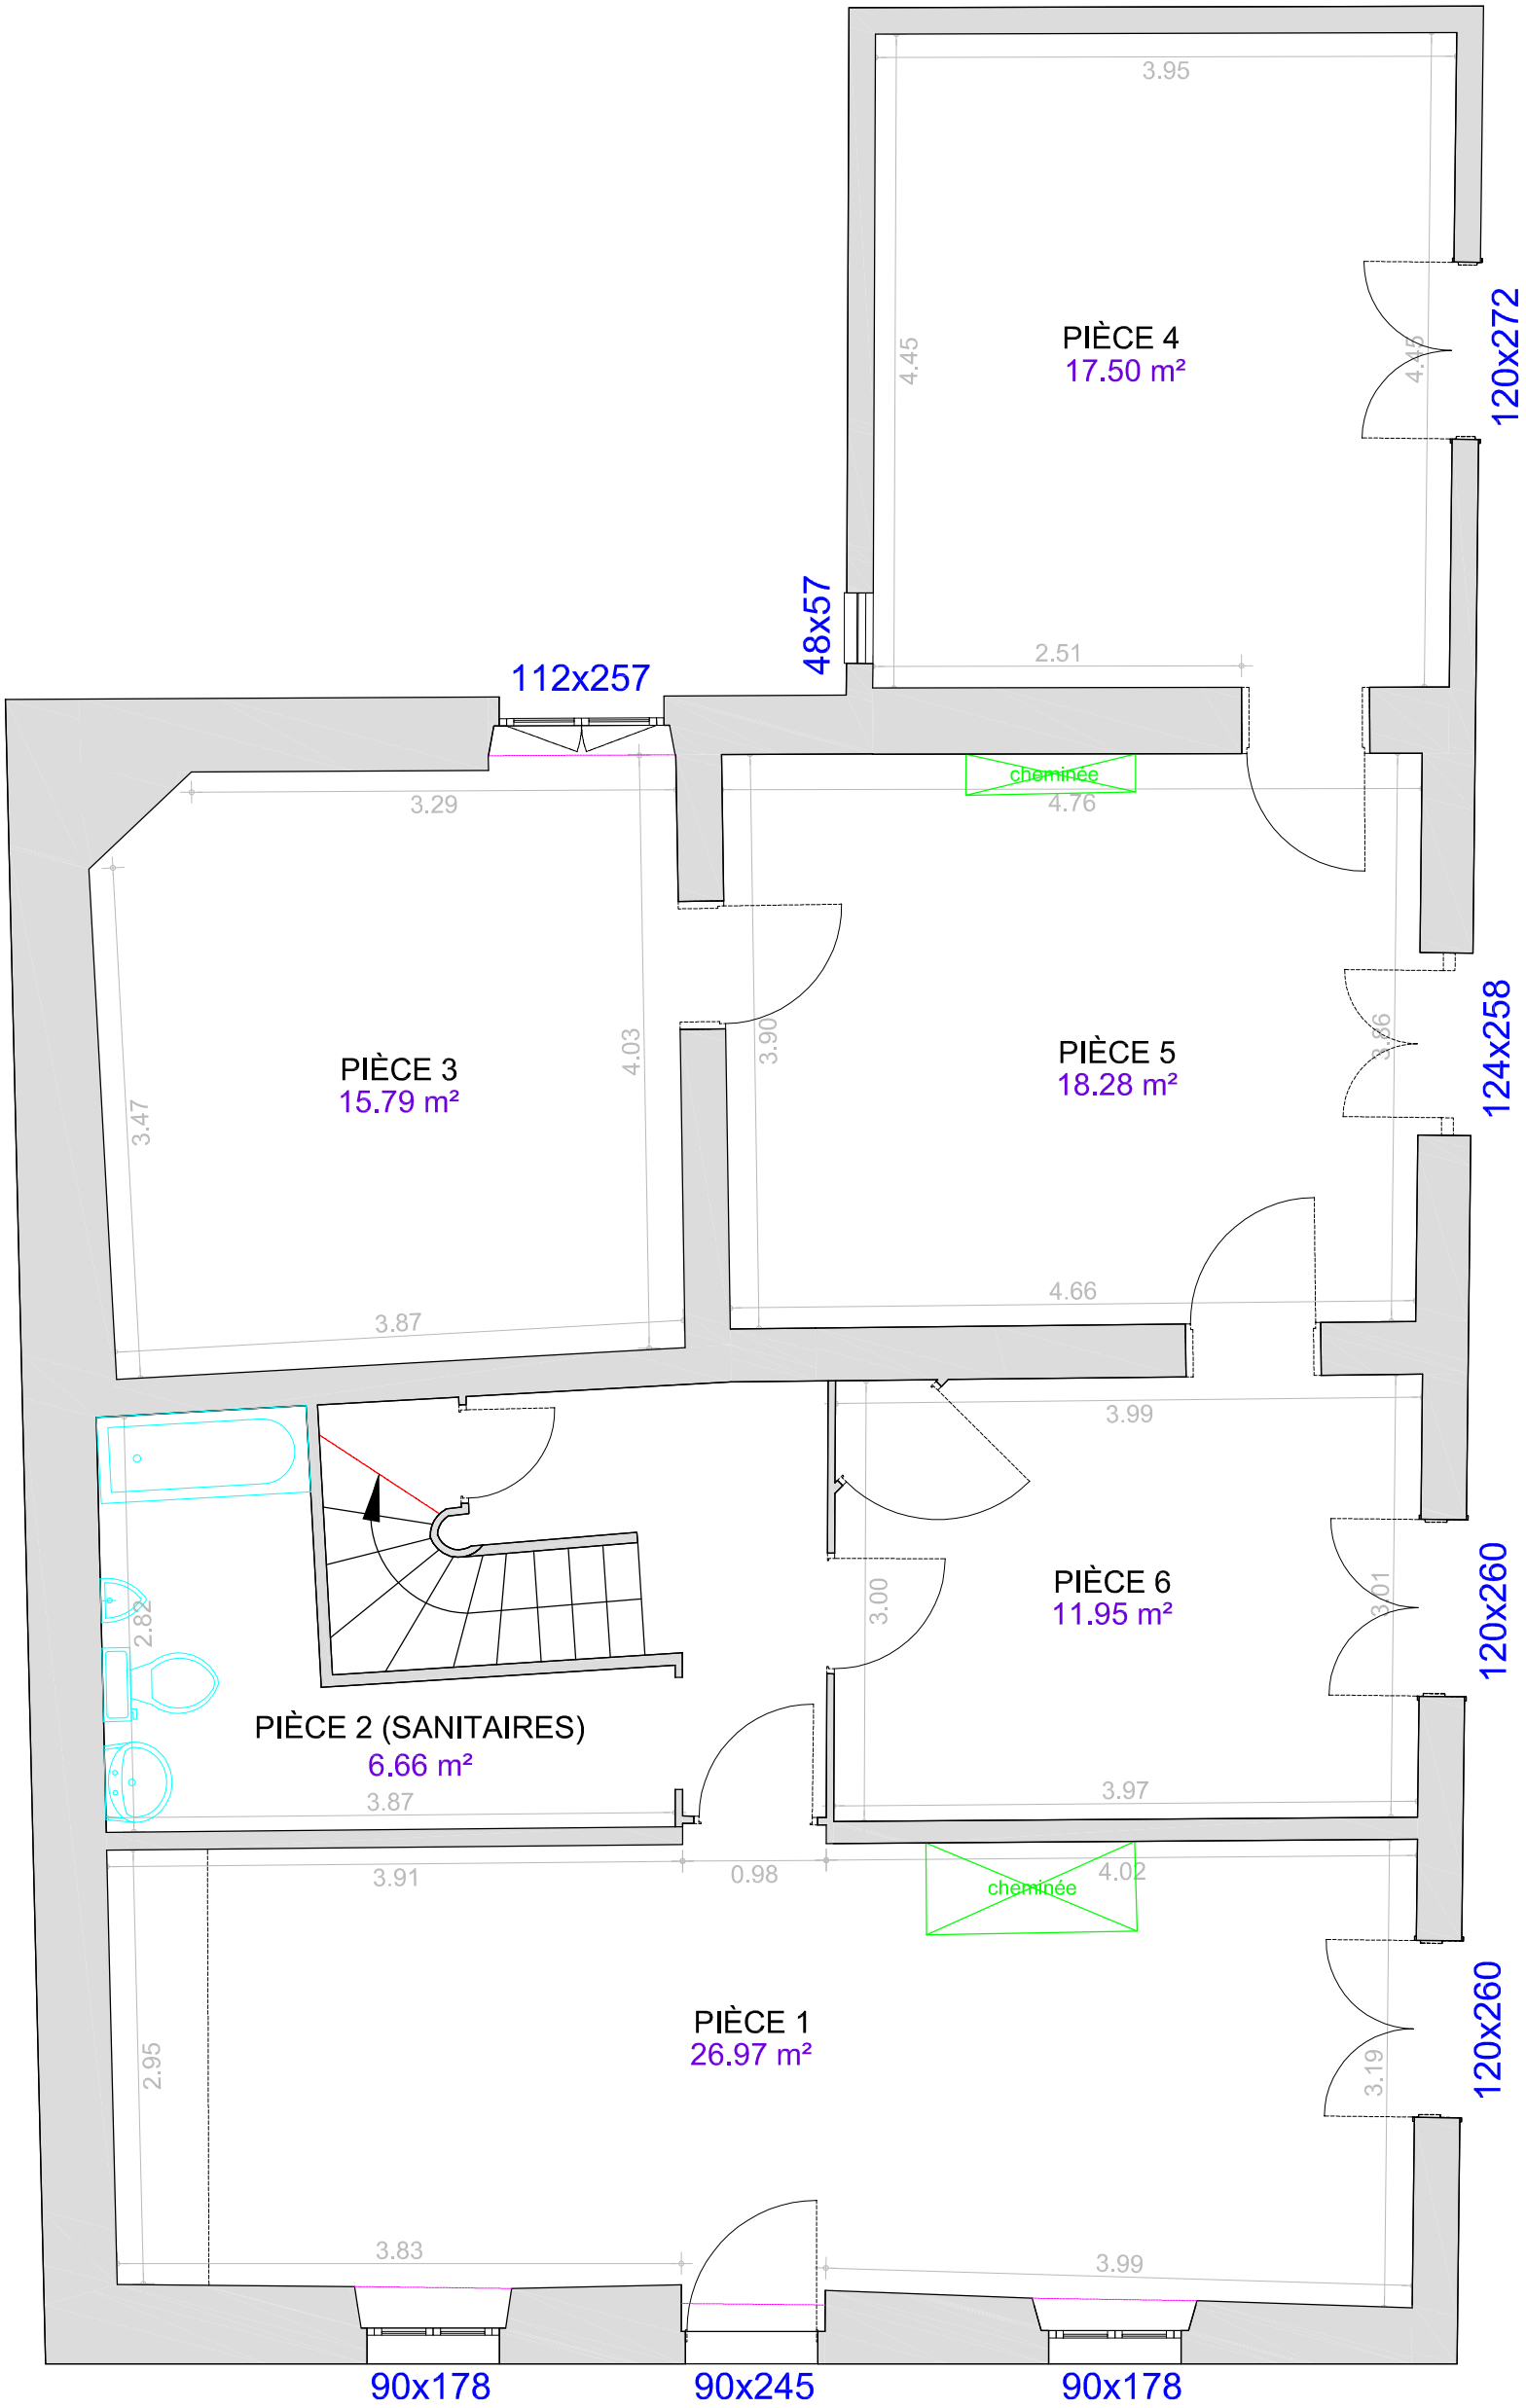 3.95
PIÈCE 4
17.50 m²
4.45
4.45
120x272
48x57
2.51
112x257
cheminée
3.29
4.76
PIÈCE 3
15.79 m²
3.47
4.03
3.90
PIÈCE 5
18.28 m²
3.86
124x258
3.87
4.66
3.99
2.82
3.00
PIÈCE 6
11.95 m²
3.01
120x260
PIÈCE 2 (SANITAIRES)
6.66 m²
3.87
3.97
3.91
0.98
4.02
cheminée
PIÈCE 1
26.97 m²
2.95
3.19
120x260
3.83
3.99
90x178
90x245
90x178